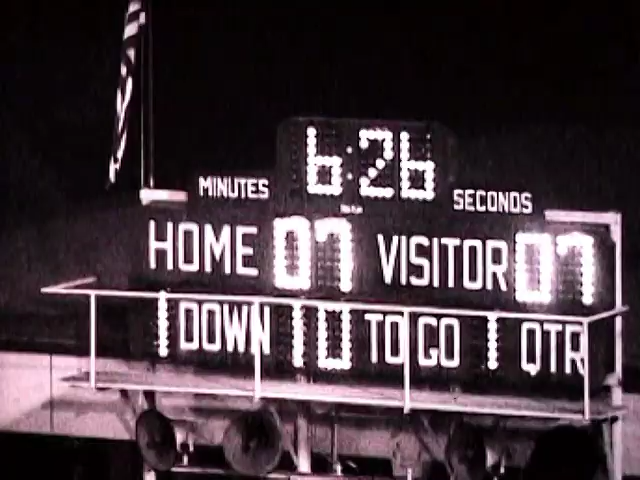 6:26
MINUTES SECONDS
HOME 07 VISITOR 07
1 DOWN 10 TO GO 1 QTR